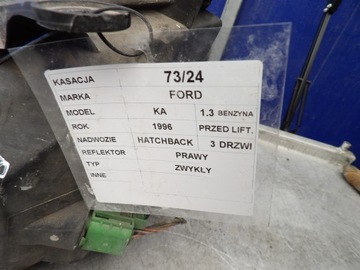 KASACJA 73/24
MARKA FORD
MODEL KA 1.3 BENZYNA
ROK 1996 PRZED LIFT.
NADWOZIE HATCHBACK 3 DRZWI
REFLEKTOR PRAWY
TYP ZWYKŁY
INNE